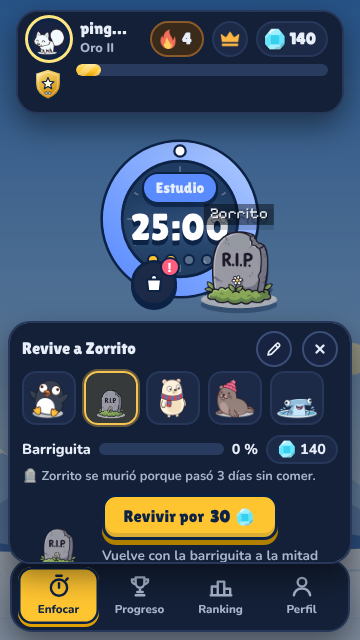 ping...
Oro II
4
140
Estudio
25:00
Zorrito
R.I.P.
!
Revive a Zorrito
R.I.P.
Barriguita
0 %
140
Zorrito se murió porque pasó 3 días sin comer.
Revivir por 30
R.I.P.
Vuelve con la barriguita a la mitad
Enfocar
Progreso
Ranking
Perfil